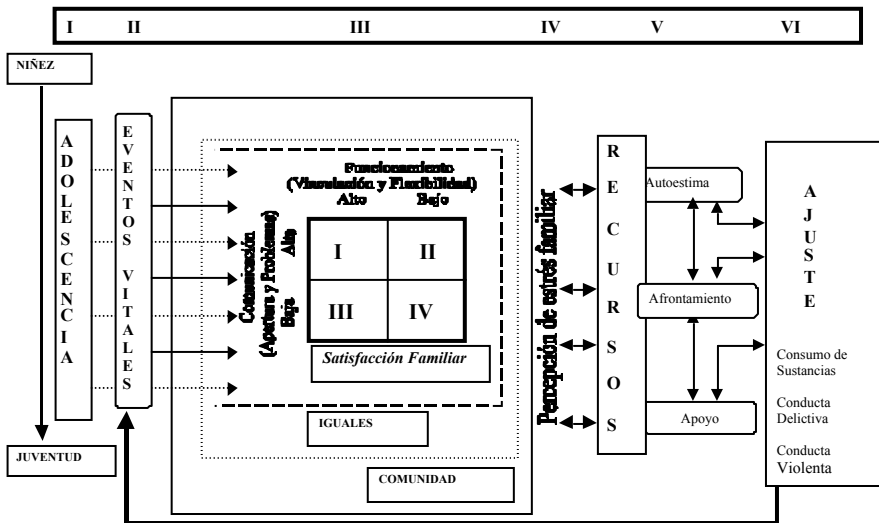 I II III IV V VI
NIÑEZ
ADOLESCENCIA
JUVENTUD
EVENTOS VITALES
Funcionamiento
(Vinculación y Flexibilidad)
Alto Bajo
Comunicación
(Apertura y Problemas)
Baja Alta
I II
III IV
Satisfacción Familiar
IGUALES
COMUNIDAD
Percepción de estrés familiar
RECURSOS
Autoestima
Afrontamiento
Apoyo
AJUSTE
Consumo de
Sustancias
Conducta
Delictiva
Conducta
Violenta